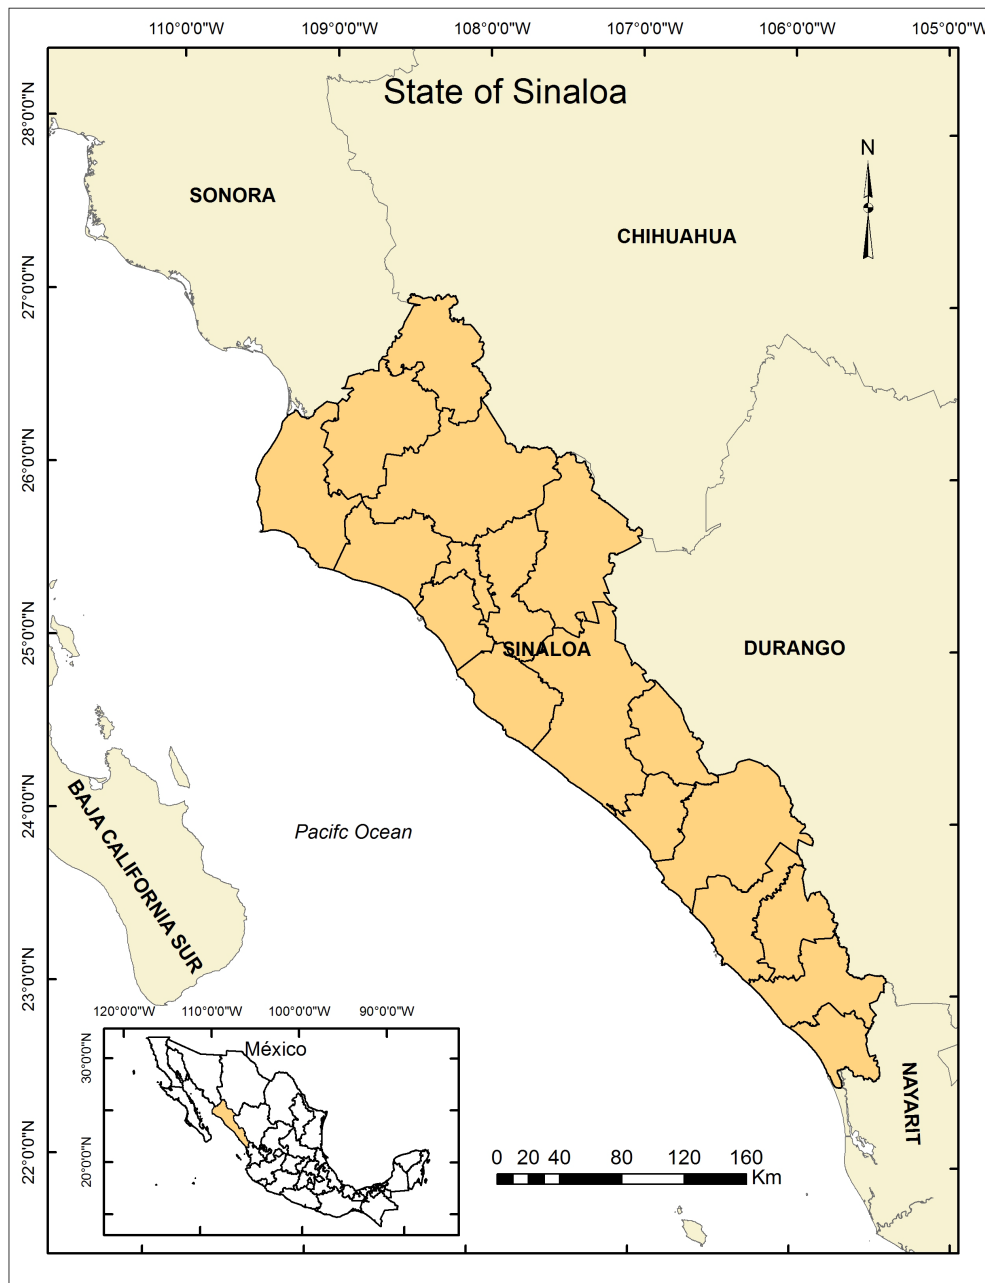 110°0'0"W 109°0'0"W 108°0'0"W 107°0'0"W 106°0'0"W 105°0'0"W
State of Sinaloa
28°0'0"N
N
SONORA
CHIHUAHUA
27°0'0"N
26°0'0"N
25°0'0"N
SINALOA
DURANGO
24°0'0"N
BAJA CALIFORNIA SUR
Pacifc Ocean
23°0'0"N
120°0'0"W 110°0'0"W 100°0'0"W 90°0'0"W
México
30°0'0"N
20°0'0"N
NAYARIT
22°0'0"N
0 20 40 80 120 160
Km